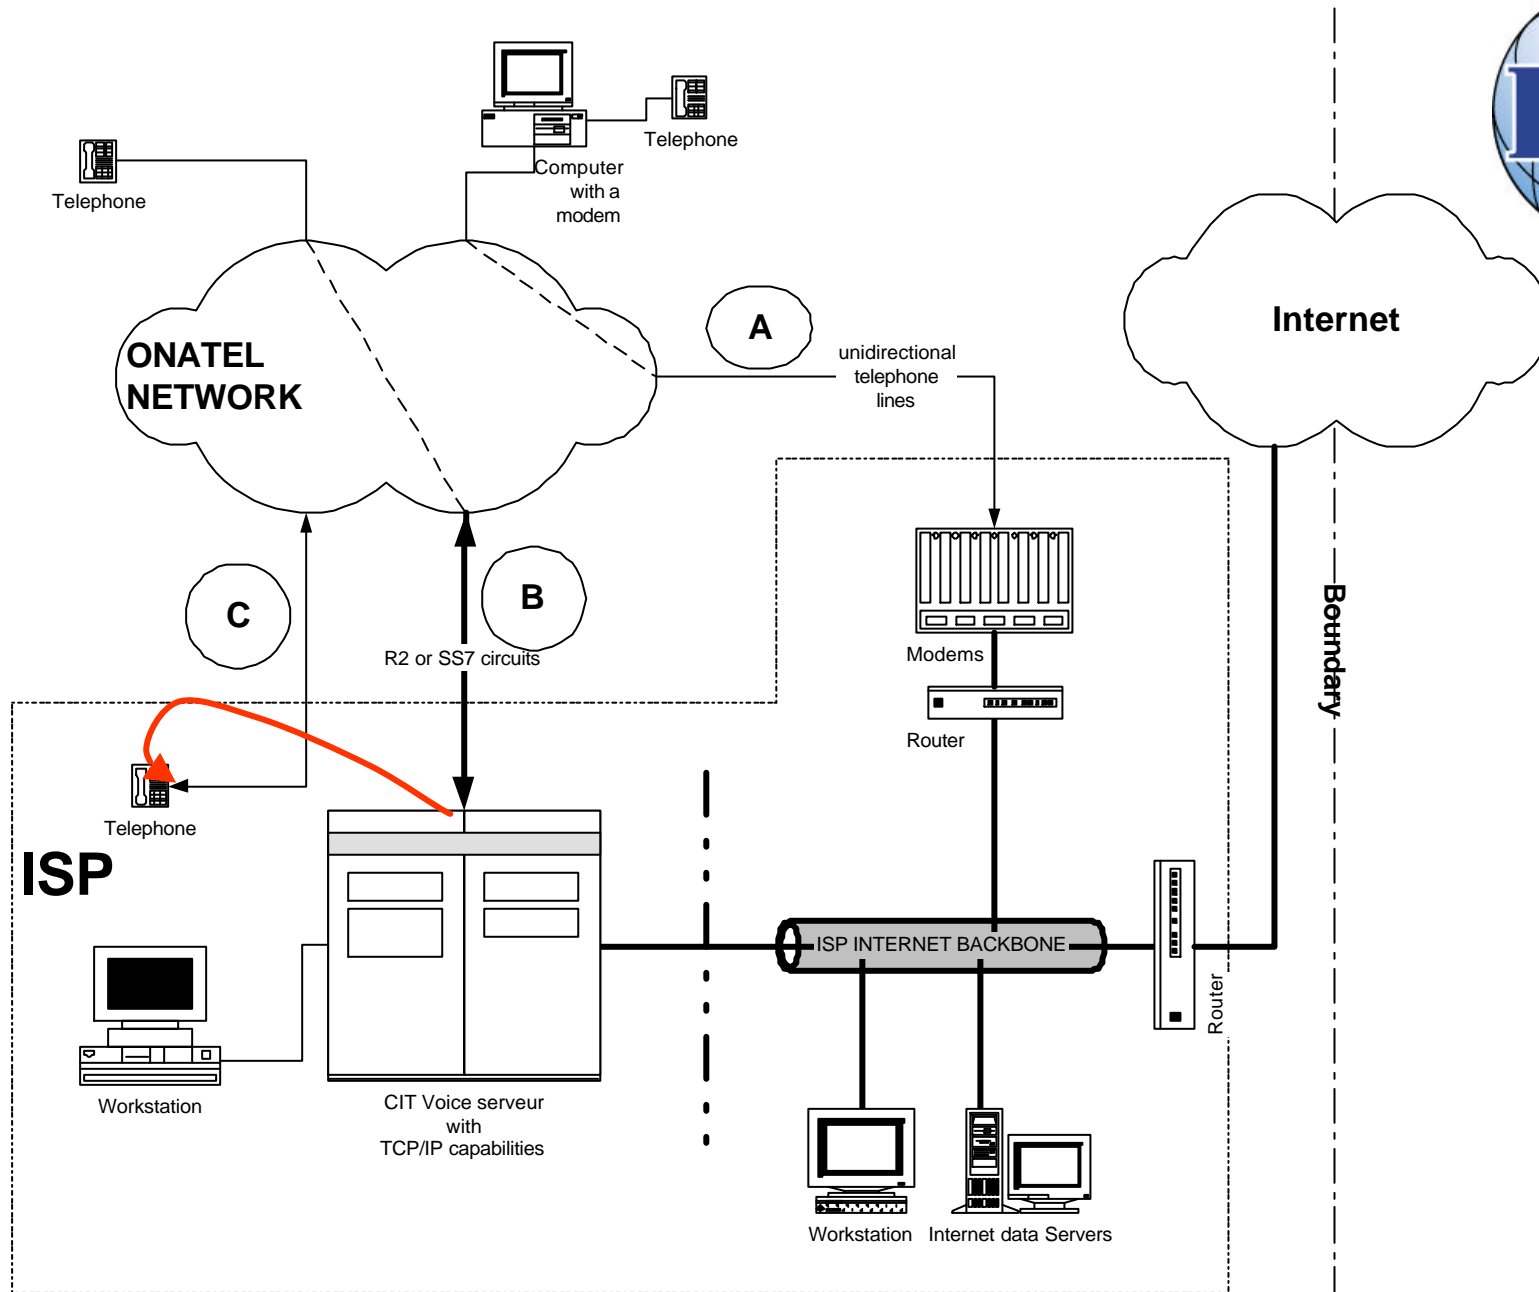 Telephone
Computer
with a
modem
Telephone
ONATEL
NETWORK
A
unidirectional
telephone
lines
Internet
C
B
R2 or SS7 circuits
Modems
Router
Boundary
Telephone
ISP
ISP INTERNET BACKBONE
Router
Workstation
CIT Voice serveur
with
TCP/IP capabilities
Workstation
Internet data Servers